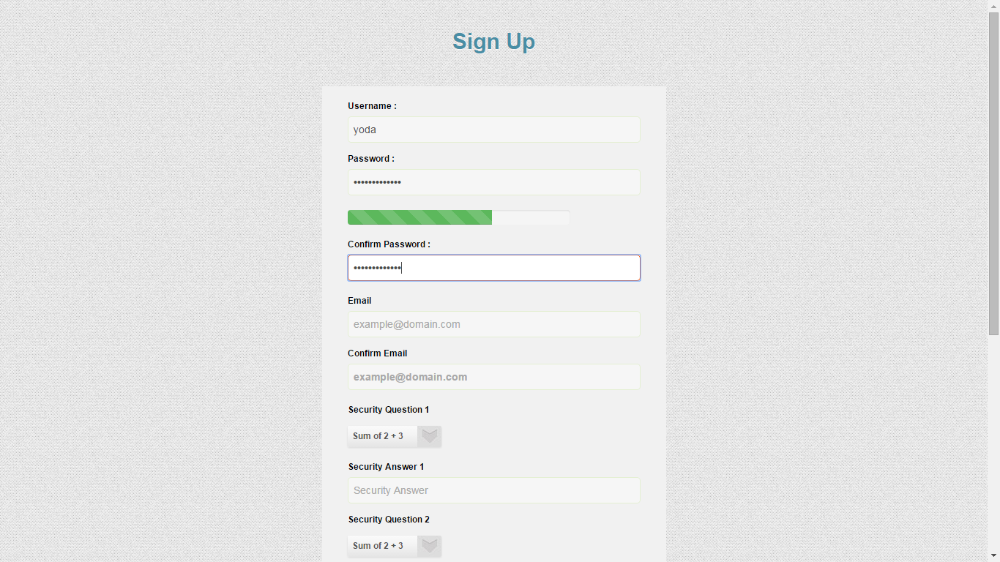 Sign Up
Username :
yoda
Password :
•••••••••••••
Confirm Password :
•••••••••••••
Email
example@domain.com
Confirm Email
example@domain.com
Security Question 1
Sum of 2 + 3
Security Answer 1
Security Answer
Security Question 2
Sum of 2 + 3